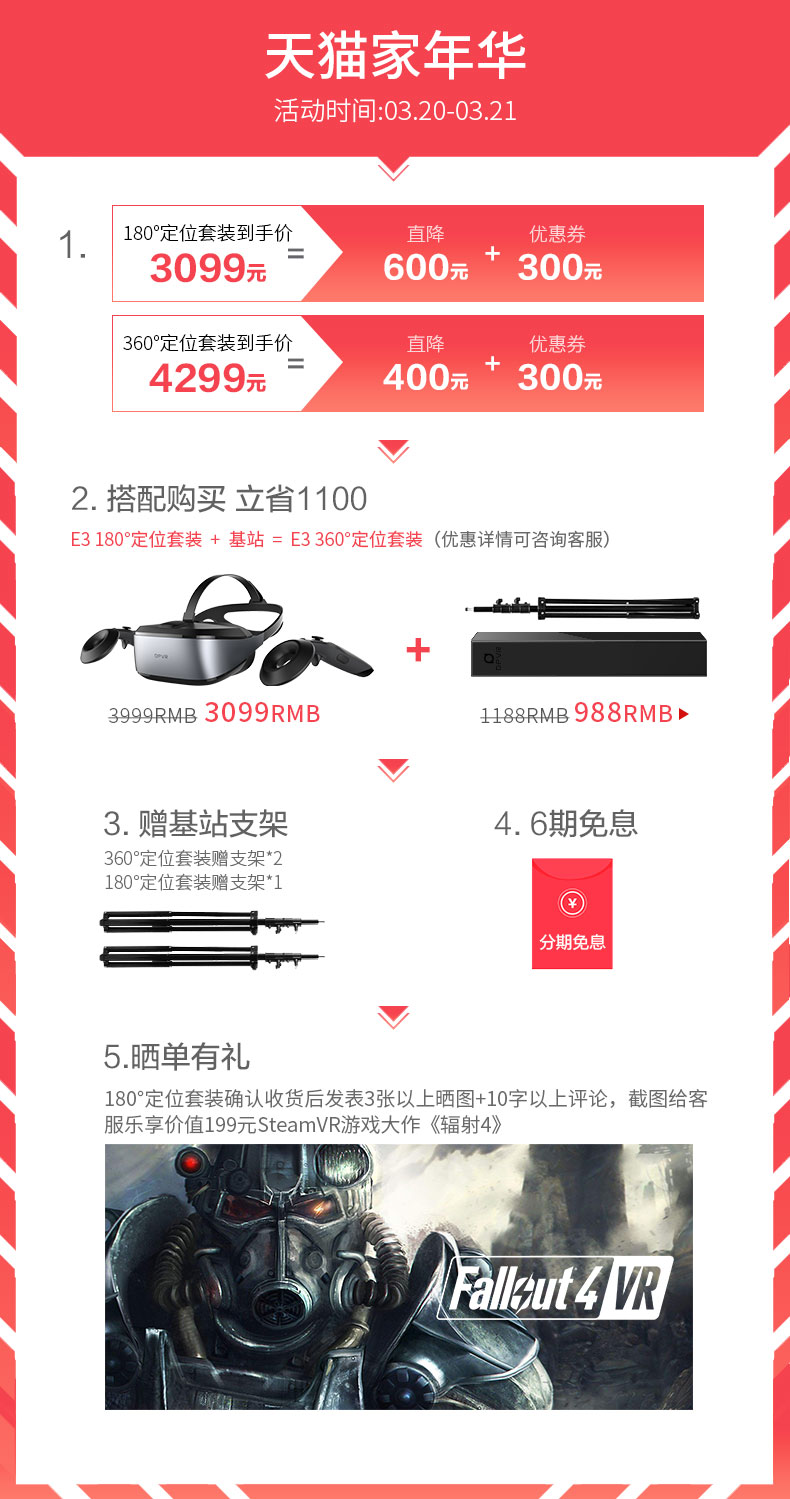 天猫家年华
活动时间:03.20-03.21
1.
180°定位套装到手价
3099元
=
直降
600元
+
优惠券
300元
360°定位套装到手价
4299元
=
直降
400元
+
优惠券
300元
2. 搭配购买 立省1100
E3 180°定位套装 + 基站 = E3 360°定位套装（优惠详情可咨询客服）
DPVR
+
DPVR
3999RMB 3099RMB
1188RMB 988RMB
3. 赠基站支架
360°定位套装赠支架*2
180°定位套装赠支架*1
4. 6期免息
¥
分期免息
5.晒单有礼
180°定位套装确认收货后发表3张以上晒图+10字以上评论，截图给客
服乐享价值199元SteamVR游戏大作《辐射4》
Fallout 4 VR